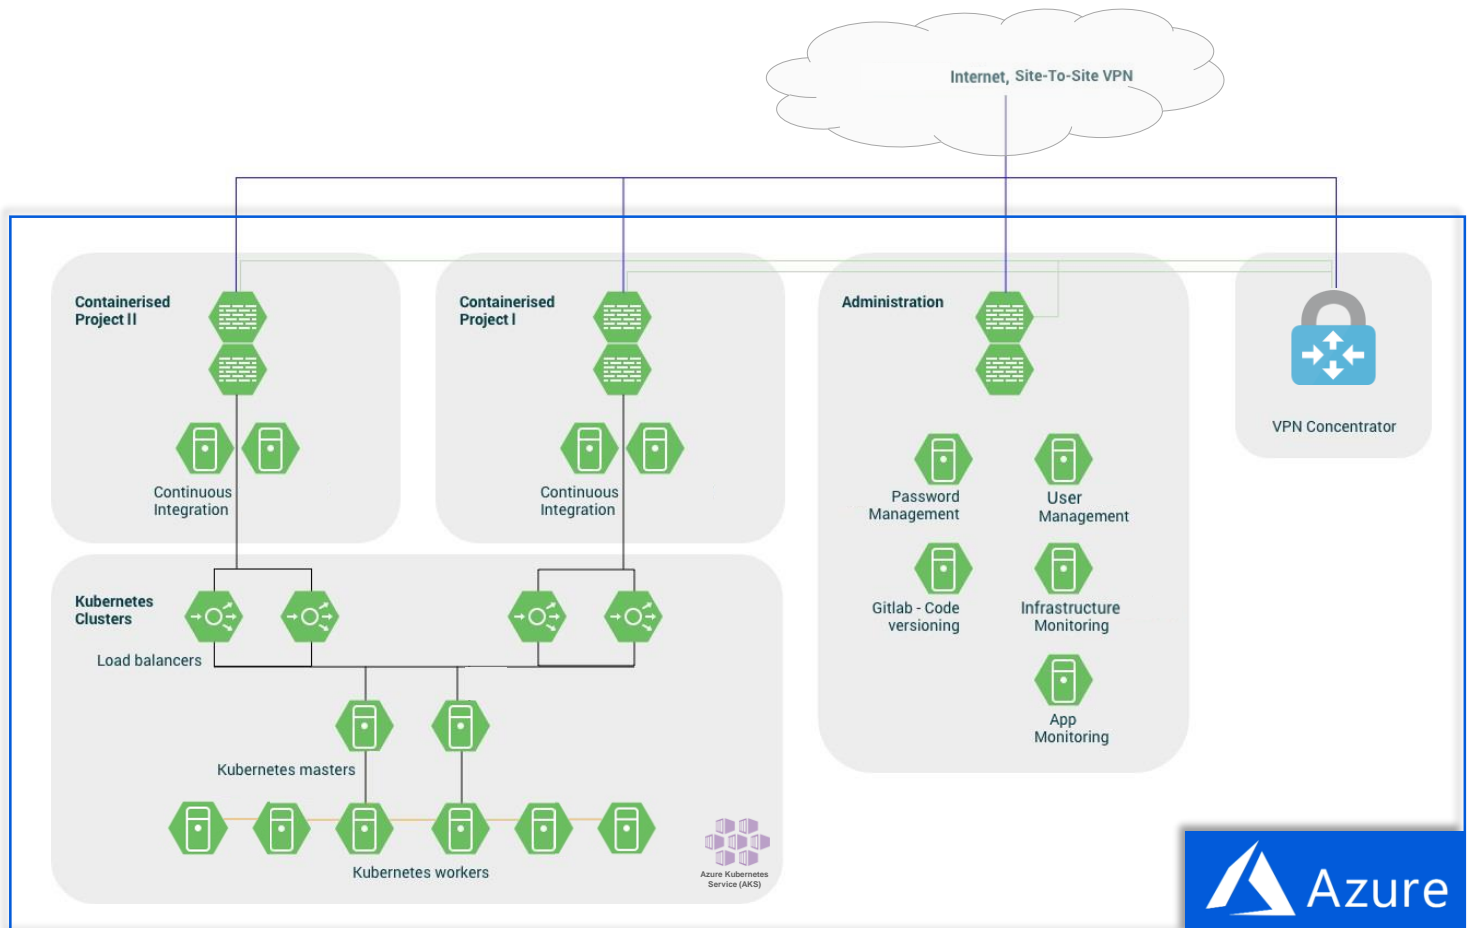 Internet, Site-To-Site VPN
Containerised
Project II
Containerised
Project I
Administration
VPN Concentrator
Continuous
Integration
Continuous
Integration
Password
Management
User
Management
Gitlab - Code
versioning
Infrastructure
Monitoring
App
Monitoring
Kubernetes
Clusters
Load balancers
Kubernetes masters
Kubernetes workers
Azure Kubernetes
Service (AKS)
Azure